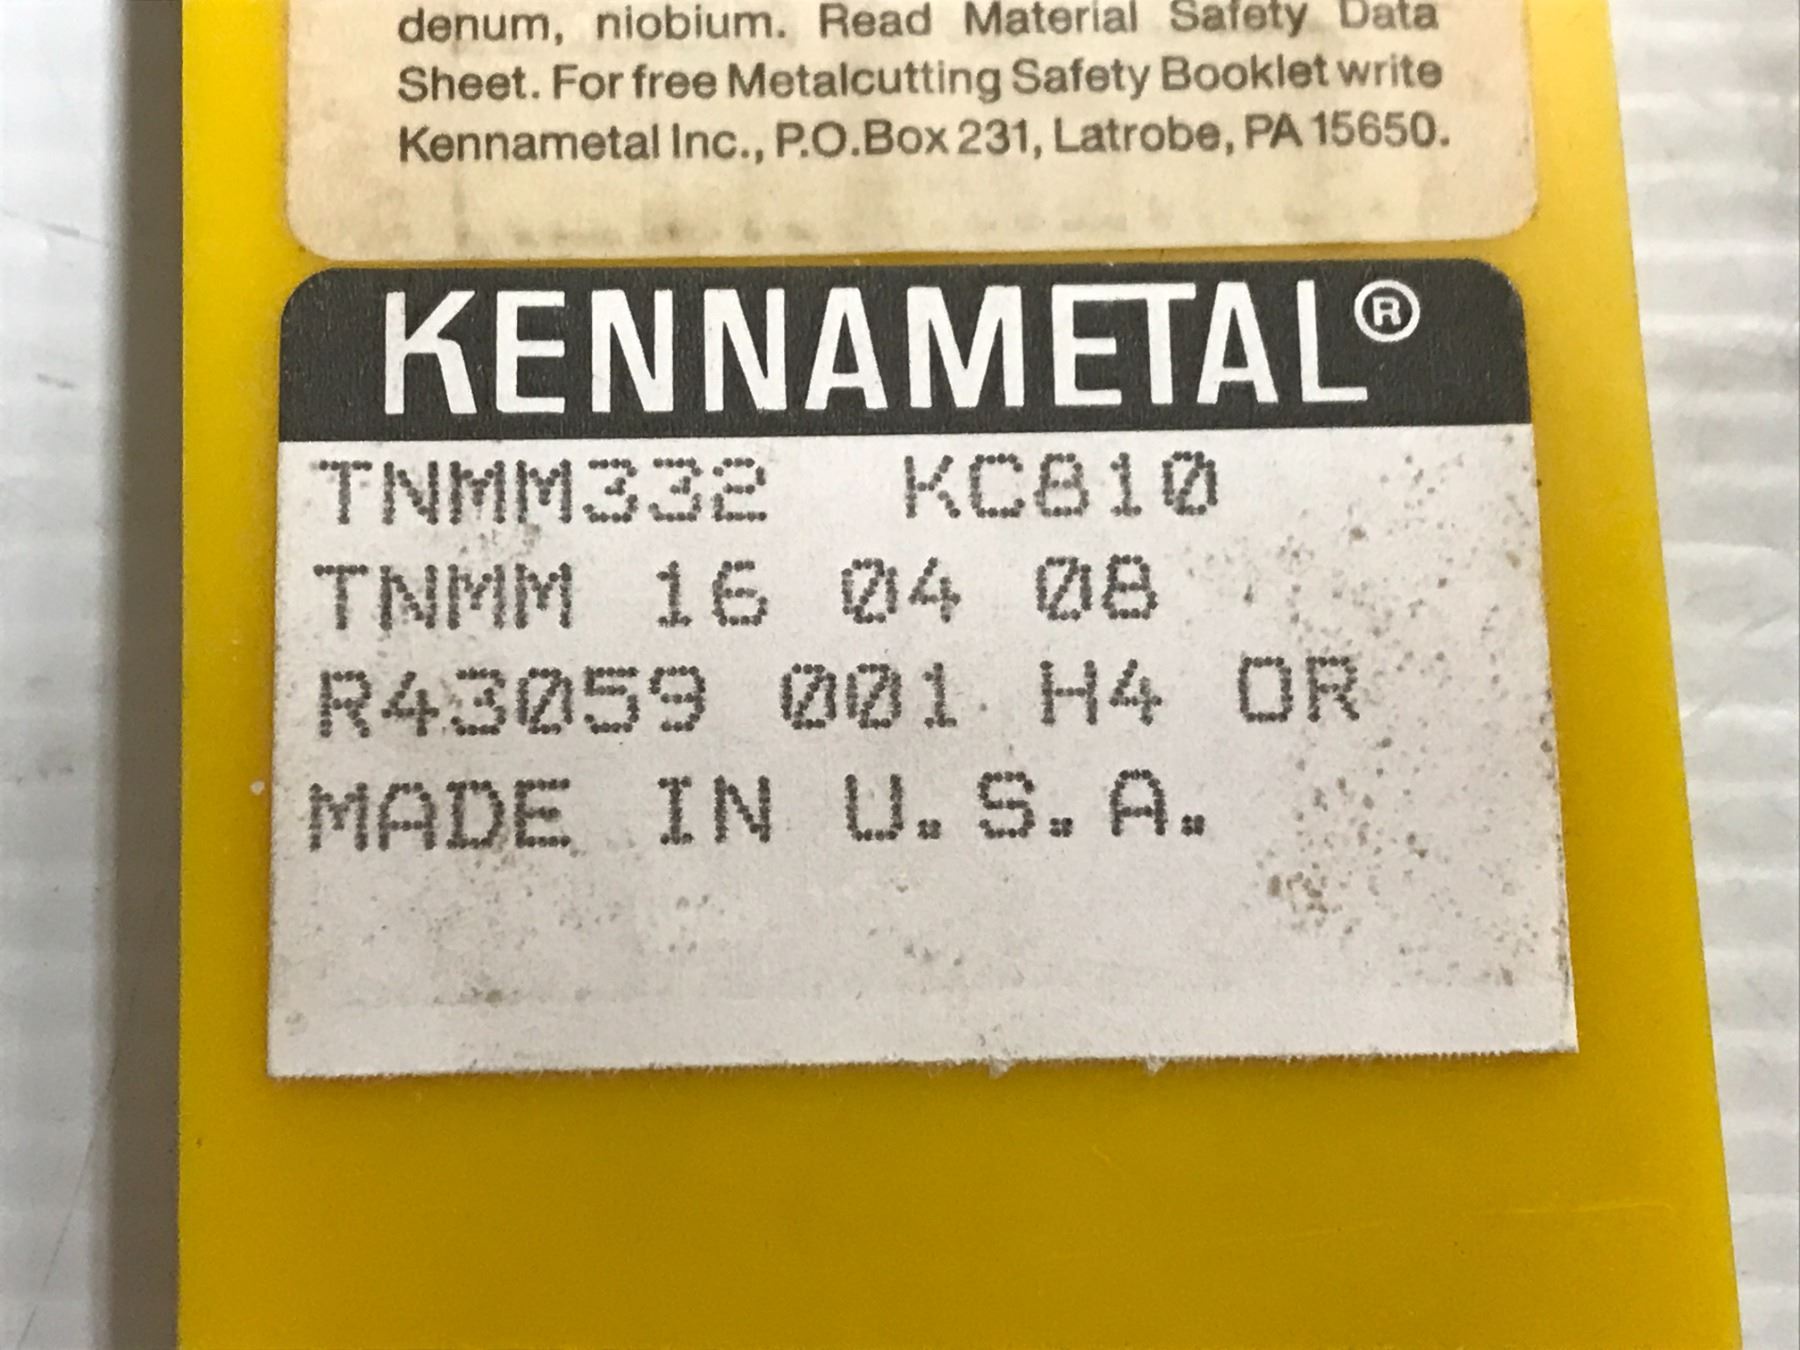 denum, niobium. Read Material Safety Data
Sheet. For free Metalcutting Safety Booklet write
Kennametal Inc., P.O.Box 231, Latrobe, PA 15650.
KENNAMETAL®
TNMM332 KC810
TNMM 16 04 08
R43059 001 H4 OR
MADE IN U.S.A.